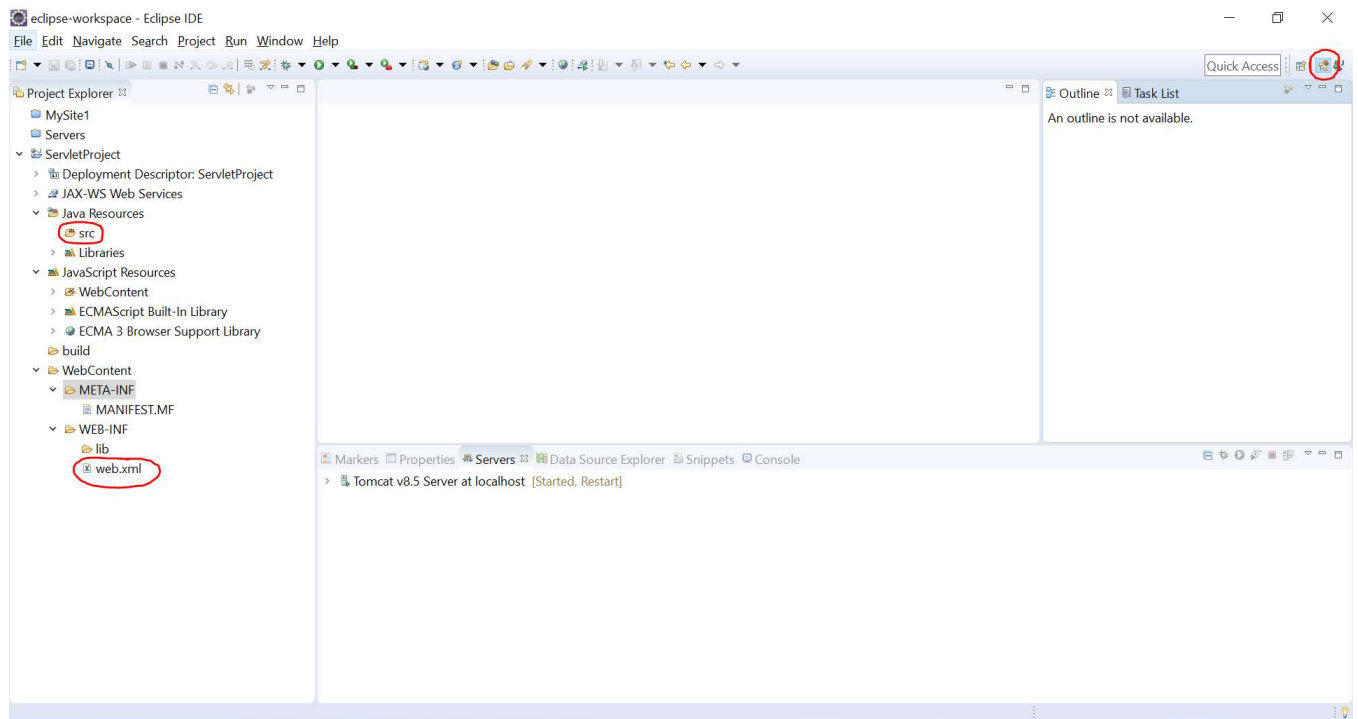 eclipse-workspace - Eclipse IDE
File Edit Navigate Search Project Run Window Help
Quick Access
Project Explorer
MySite1
Servers
ServletProject
Deployment Descriptor: ServletProject
JAX-WS Web Services
Java Resources
src
Libraries
JavaScript Resources
WebContent
ECMAScript Built-In Library
ECMA 3 Browser Support Library
build
WebContent
META-INF
MANIFEST.MF
WEB-INF
lib
web.xml
Outline Task List
An outline is not available.
Markers Properties Servers Data Source Explorer Snippets Console
Tomcat v8.5 Server at localhost [Started, Restart]